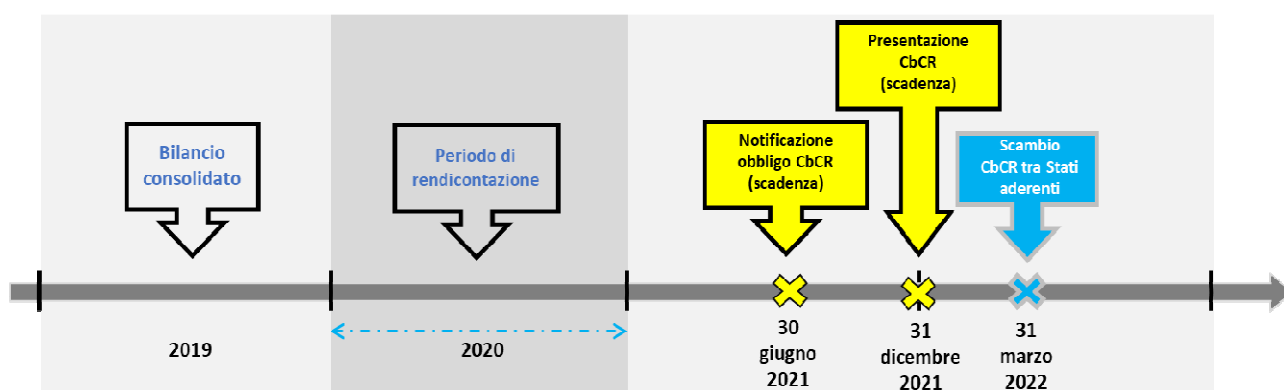 Bilancio
consolidato
Periodo di
rendicontazione
Notificazione
obbligo CbCR
(scadenza)
Presentazione
CbCR
(scadenza)
Scambio
CbCR tra Stati
aderenti
2019
2020
30
giugno
2021
31
dicembre
2021
31
marzo
2022